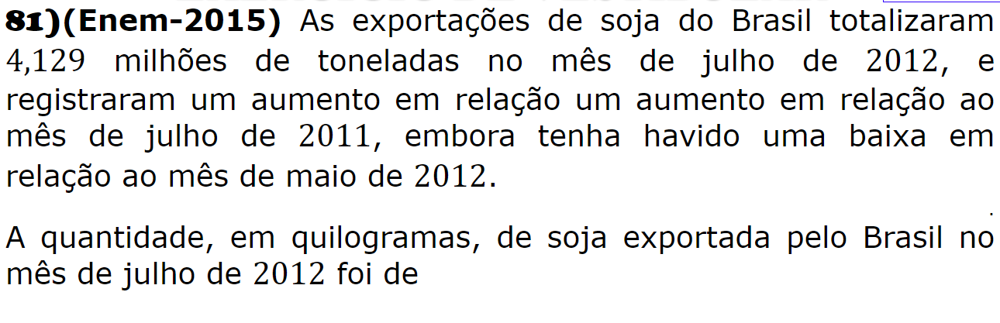 81)(Enem-2015) As exportações de soja do Brasil totalizaram
4,129 milhões de toneladas no mês de julho de 2012, e
registraram um aumento em relação um aumento em relação ao
mês de julho de 2011, embora tenha havido uma baixa em
relação ao mês de maio de 2012.
.
A quantidade, em quilogramas, de soja exportada pelo Brasil no
mês de julho de 2012 foi de